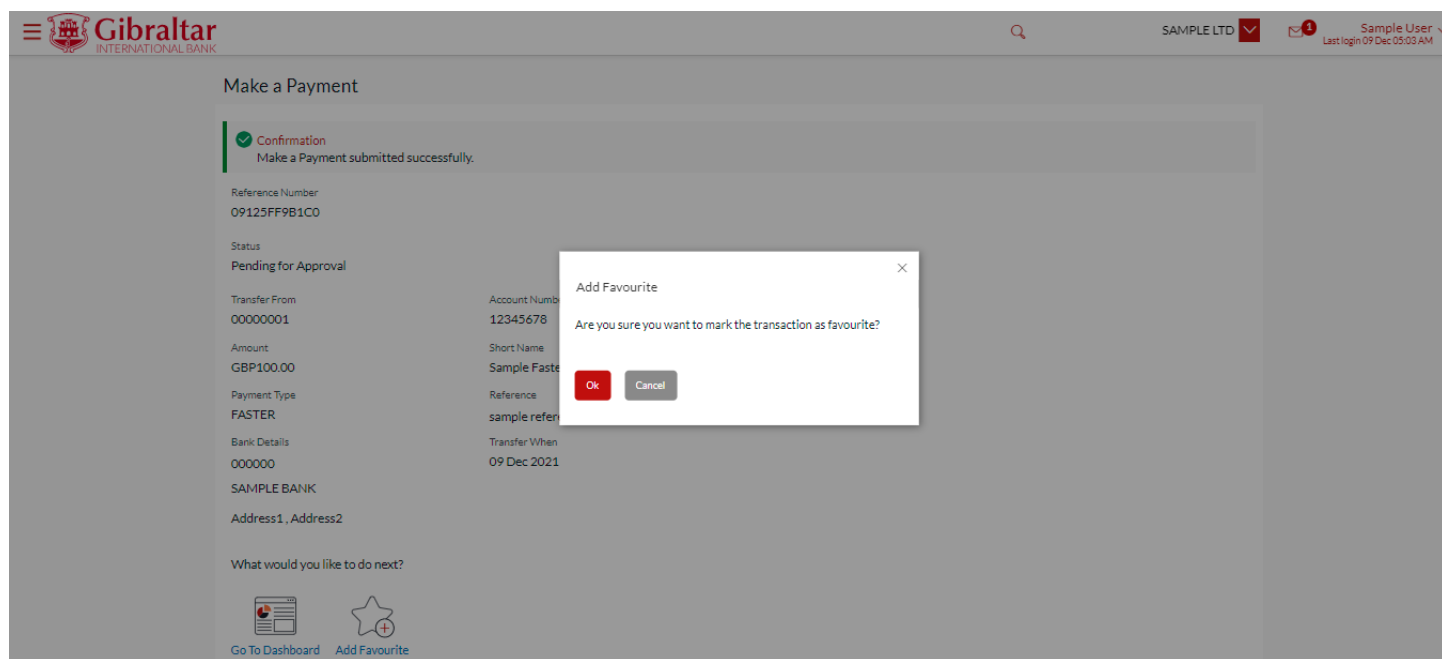 Gibraltar
INTERNATIONAL BANK
SAMPLE LTD
1
Sample User
Last login 09 Dec 05:03 AM
Make a Payment
Confirmation
Make a Payment submitted successfully.
Reference Number
09125FF9B1C0
Status
Pending for Approval
Transfer From
00000001
Account Numb
12345678
Amount
GBP100.00
Short Name
Sample Faste
Payment Type
FASTER
Reference
sample refer
Bank Details
000000
SAMPLE BANK
Address1 , Address2
Transfer When
09 Dec 2021
Add Favourite
Are you sure you want to mark the transaction as favourite?
Ok
Cancel
What would you like to do next?
Go To Dashboard
Add Favourite